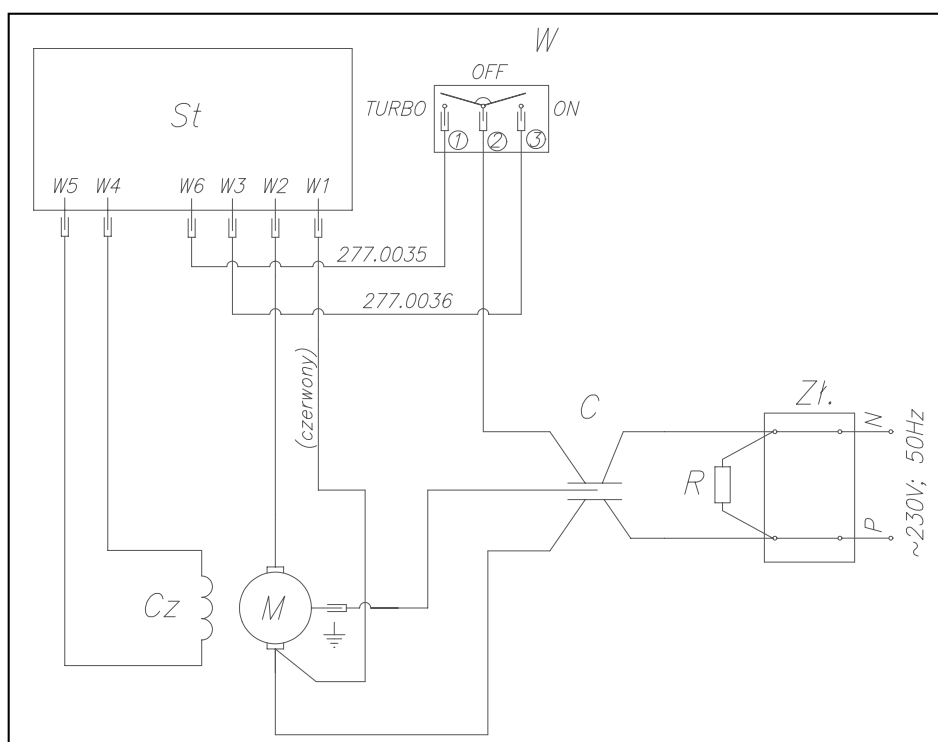 W
OFF
TURBO
ON
1 2 3
St
W5 W4 W6 W3 W2 W1
277.0035
277.0036
(czerwony)
C
Zł.
N
R
P
~230V; 50Hz
Cz
M